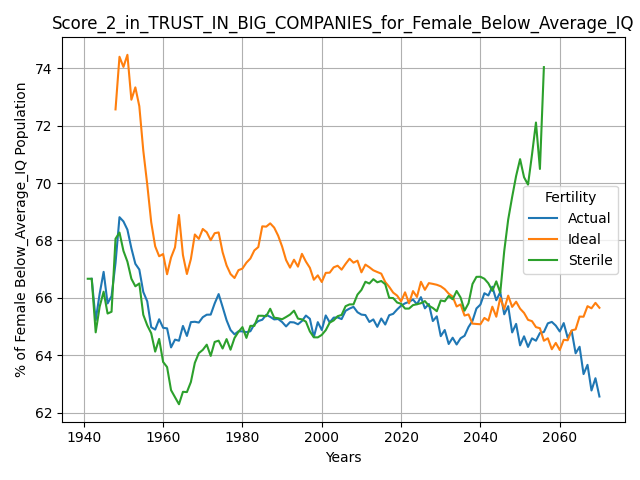 Score_2_in_TRUST_IN_BIG_COMPANIES_for_Female_Below_Average_IQ
% of Female Below_Average_IQ Population
74
72
70
68
66
64
62
Fertility
Actual
Ideal
Sterile
1940 1960 1980 2000 2020 2040 2060
Years